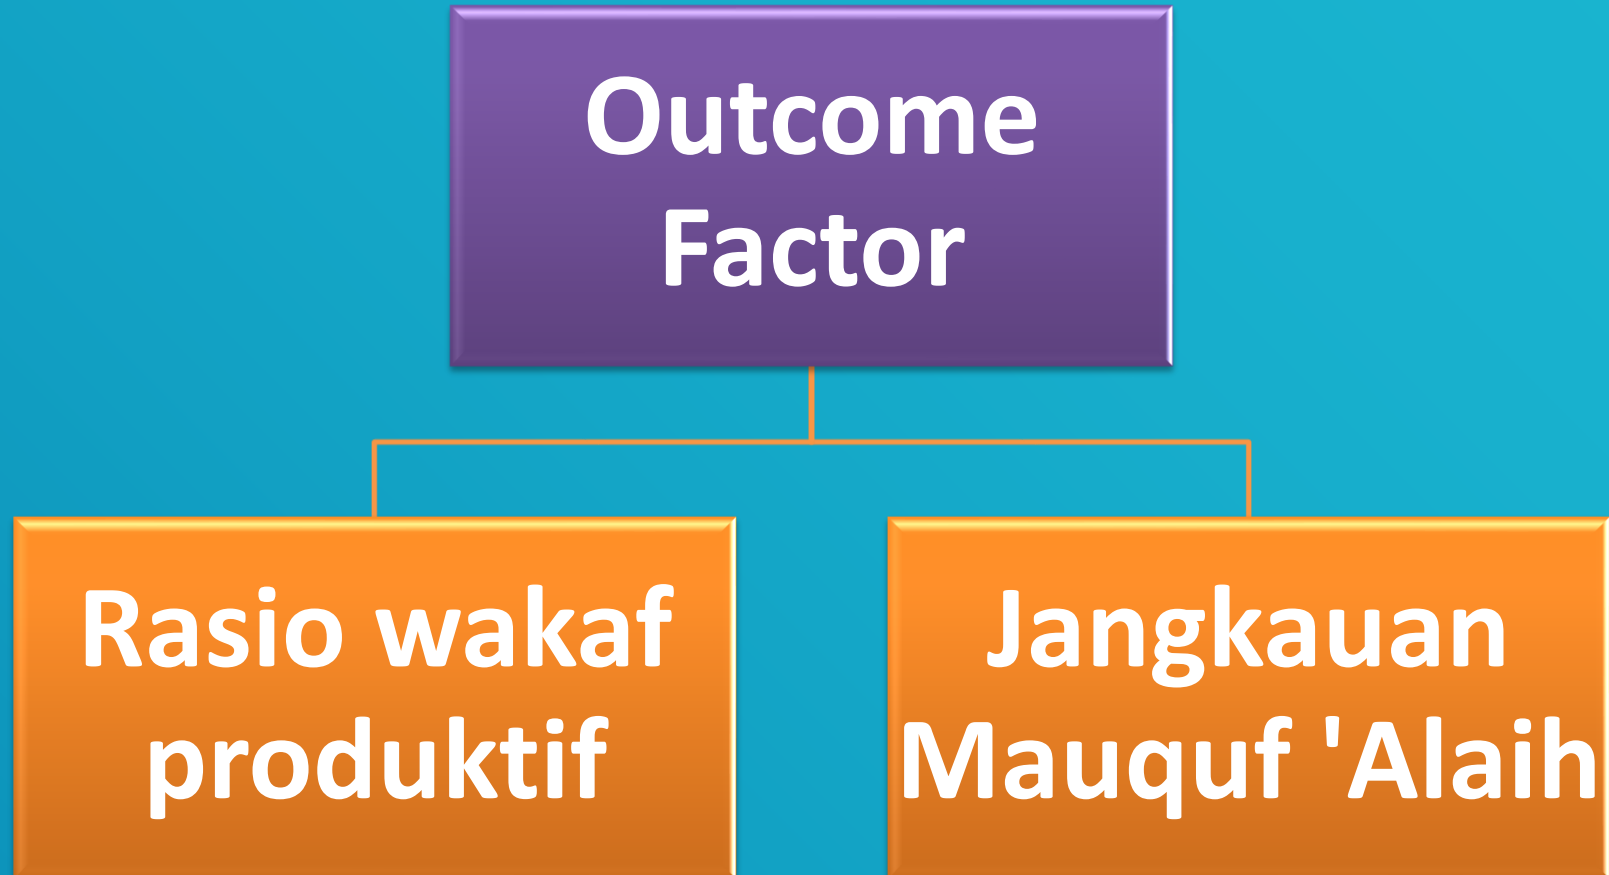 Outcome
Factor
Rasio wakaf
produktif
Jangkauan
Mauquf 'Alaih